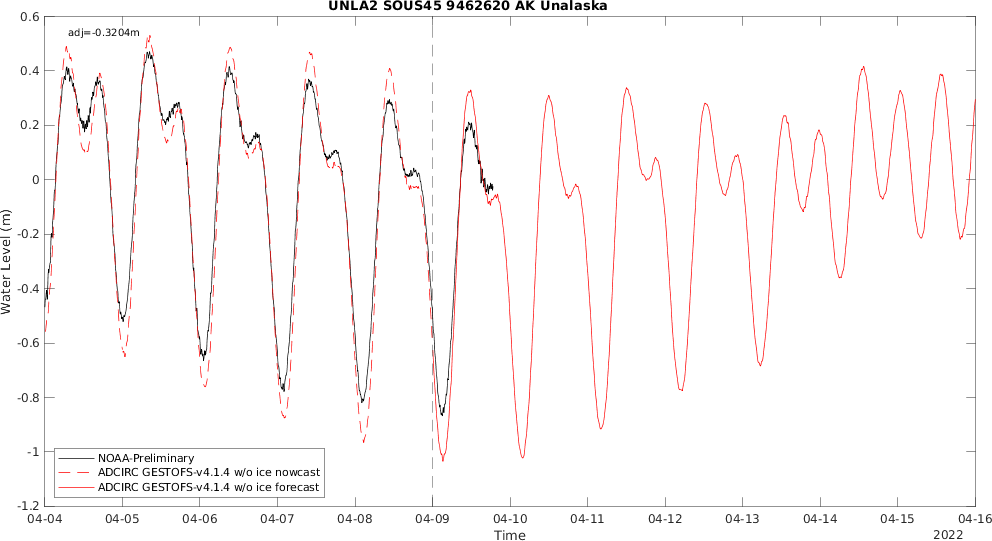 UNLA2 SOUS45 9462620 AK Unalaska
adj=-0.3204m
0.6
0.4
0.2
0
-0.2
-0.4
-0.6
-0.8
-1
-1.2
Water Level (m)
NOAA-Preliminary
ADCIRC GESTOFS-v4.1.4 w/o ice nowcast
ADCIRC GESTOFS-v4.1.4 w/o ice forecast
04-04 04-05 04-06 04-07 04-08 04-09 04-10 04-11 04-12 04-13 04-14 04-15 04-16
Time
2022